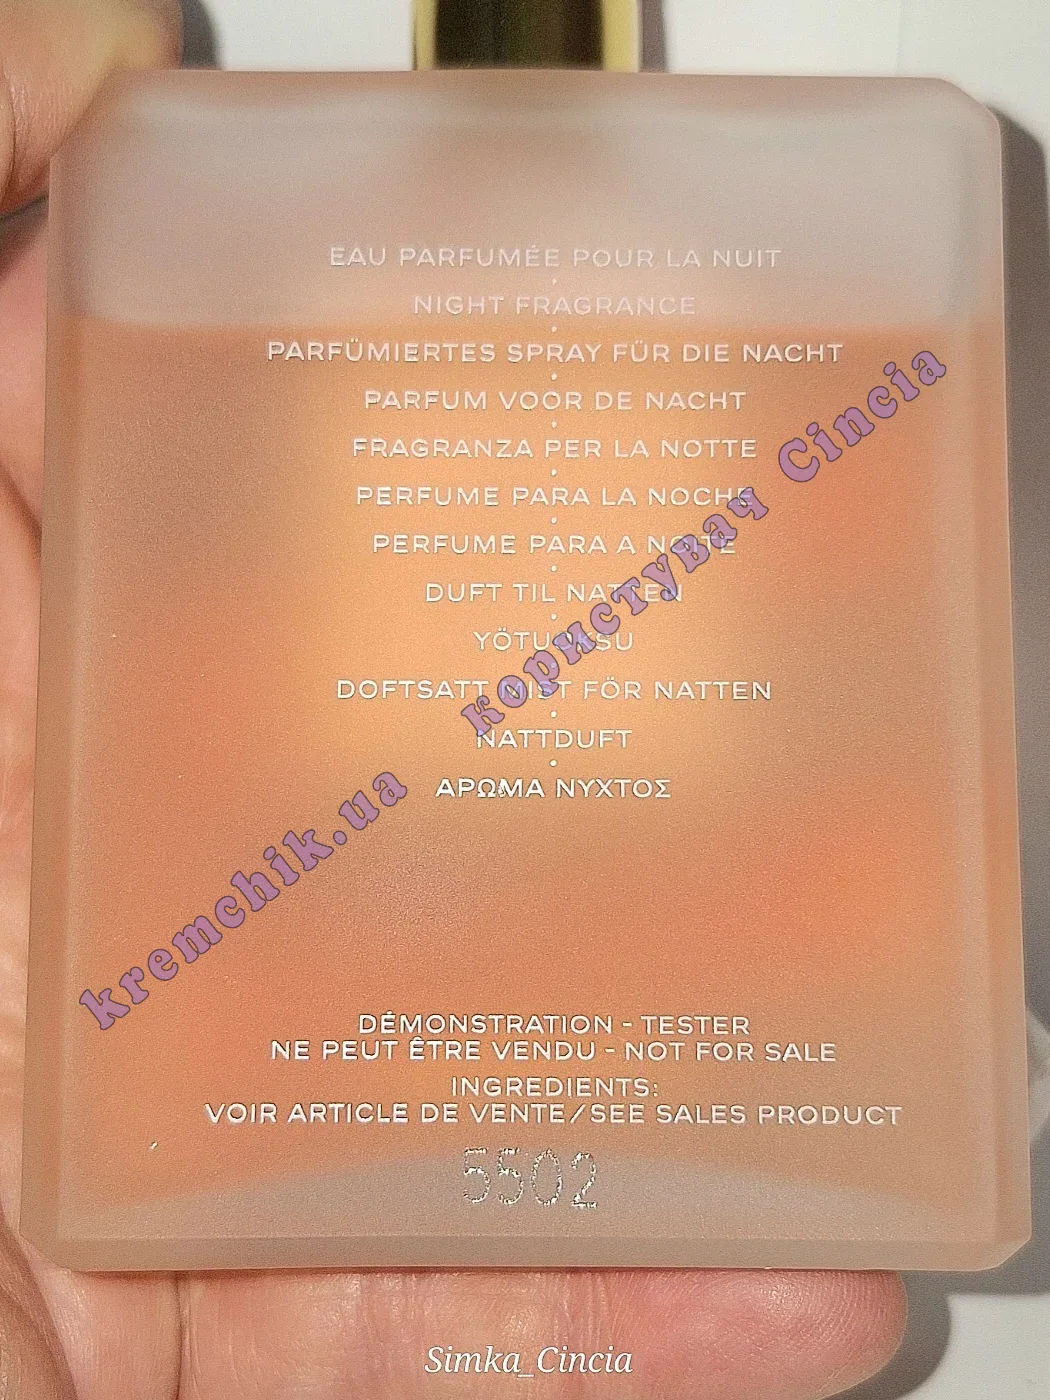 EAU PARFUMÉE POUR LA NUIT
NIGHT FRAGRANCE
PARFÜMIERTES SPRAY FÜR DIE NACHT
PARFUM VOOR DE NACHT
FRAGRANZA PER LA NOTTE
PERFUME PARA LA NOCHE
PERFUME PARA A NOITE
DUFT TIL NATTEN
YÖTUOKSU
DOFTSATT MIST FÖR NATTEN
NATTDUFT
ΑΡΩΜΑ ΝΥΧΤΟΣ
kremchik.ua користувач Cincia
DÉMONSTRATION - TESTER
NE PEUT ÊTRE VENDU - NOT FOR SALE
INGREDIENTS:
VOIR ARTICLE DE VENTE/SEE SALES PRODUCT
5502
Simka_Cincia